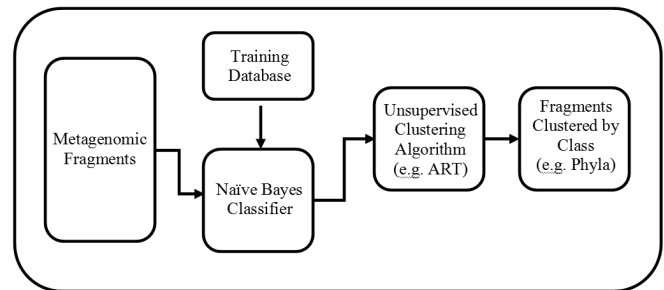 Metagenomic
Fragments
Training
Database
Naïve Bayes
Classifier
Unsupervised
Clustering
Algorithm
(e.g. ART)
Fragments
Clustered by
Class
(e.g. Phyla)